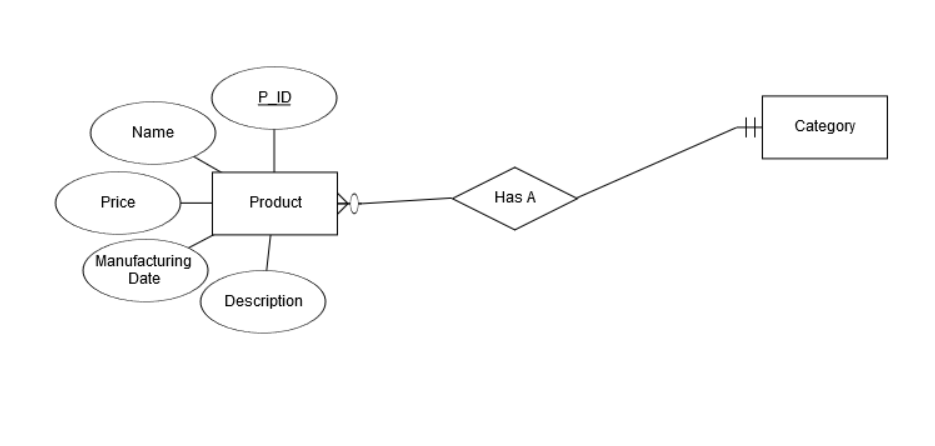 P_ID
Name
Price
Product
Manufacturing
Date
Description
Has A
Category